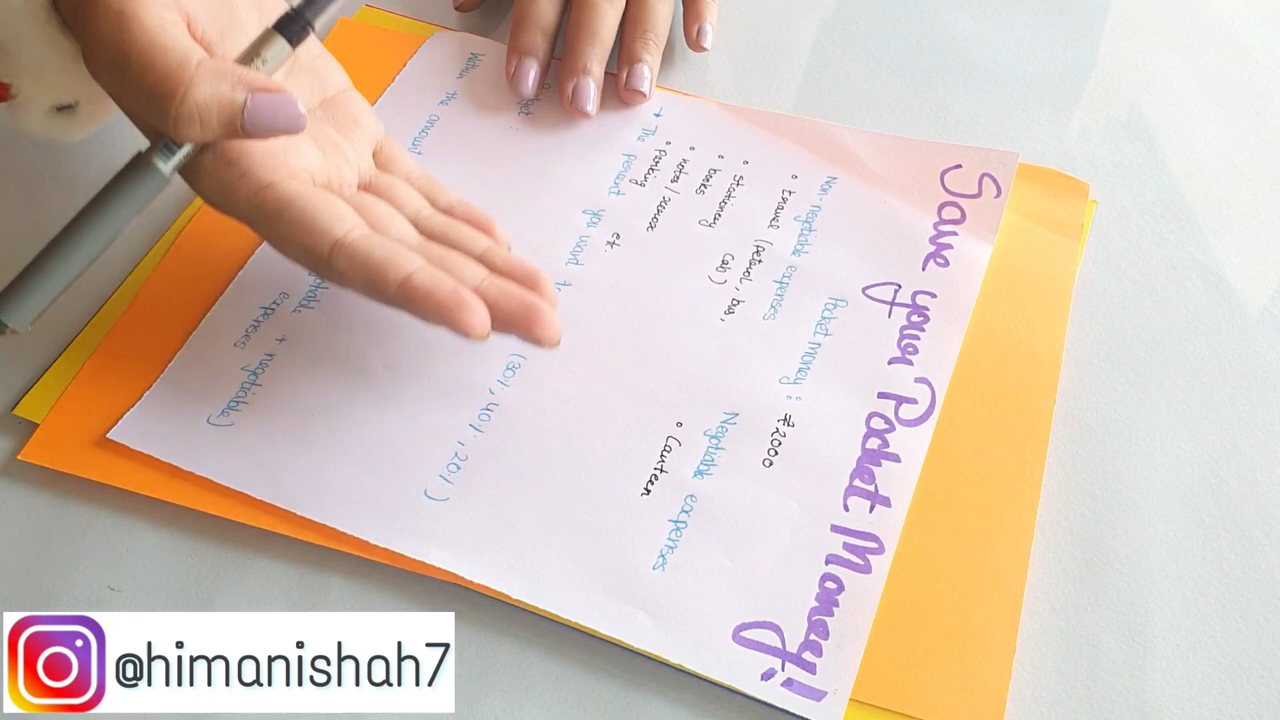 Save your Pocket Money!
Pocket money : ₹2000
Non-negotiable expenses
• travel (petrol, bus,
cab)
• stationery
• books
• notes / xerox
• parking
etc.
Negotiable expenses
• Canteen
+ The percent you want
(30%, 40%, 20%)
Within the amount
expenses + negotiable)
@himanishah7